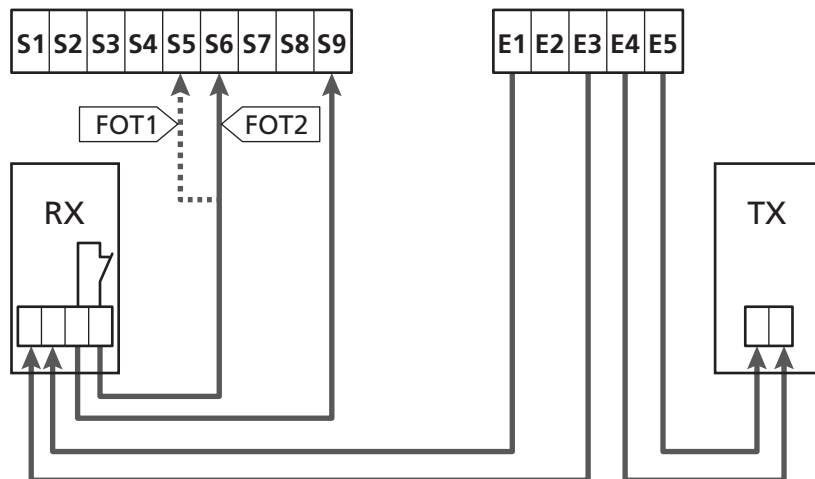 S1 S2 S3 S4 S5 S6 S7 S8 S9
E1 E2 E3 E4 E5
FOT1
FOT2
RX
TX